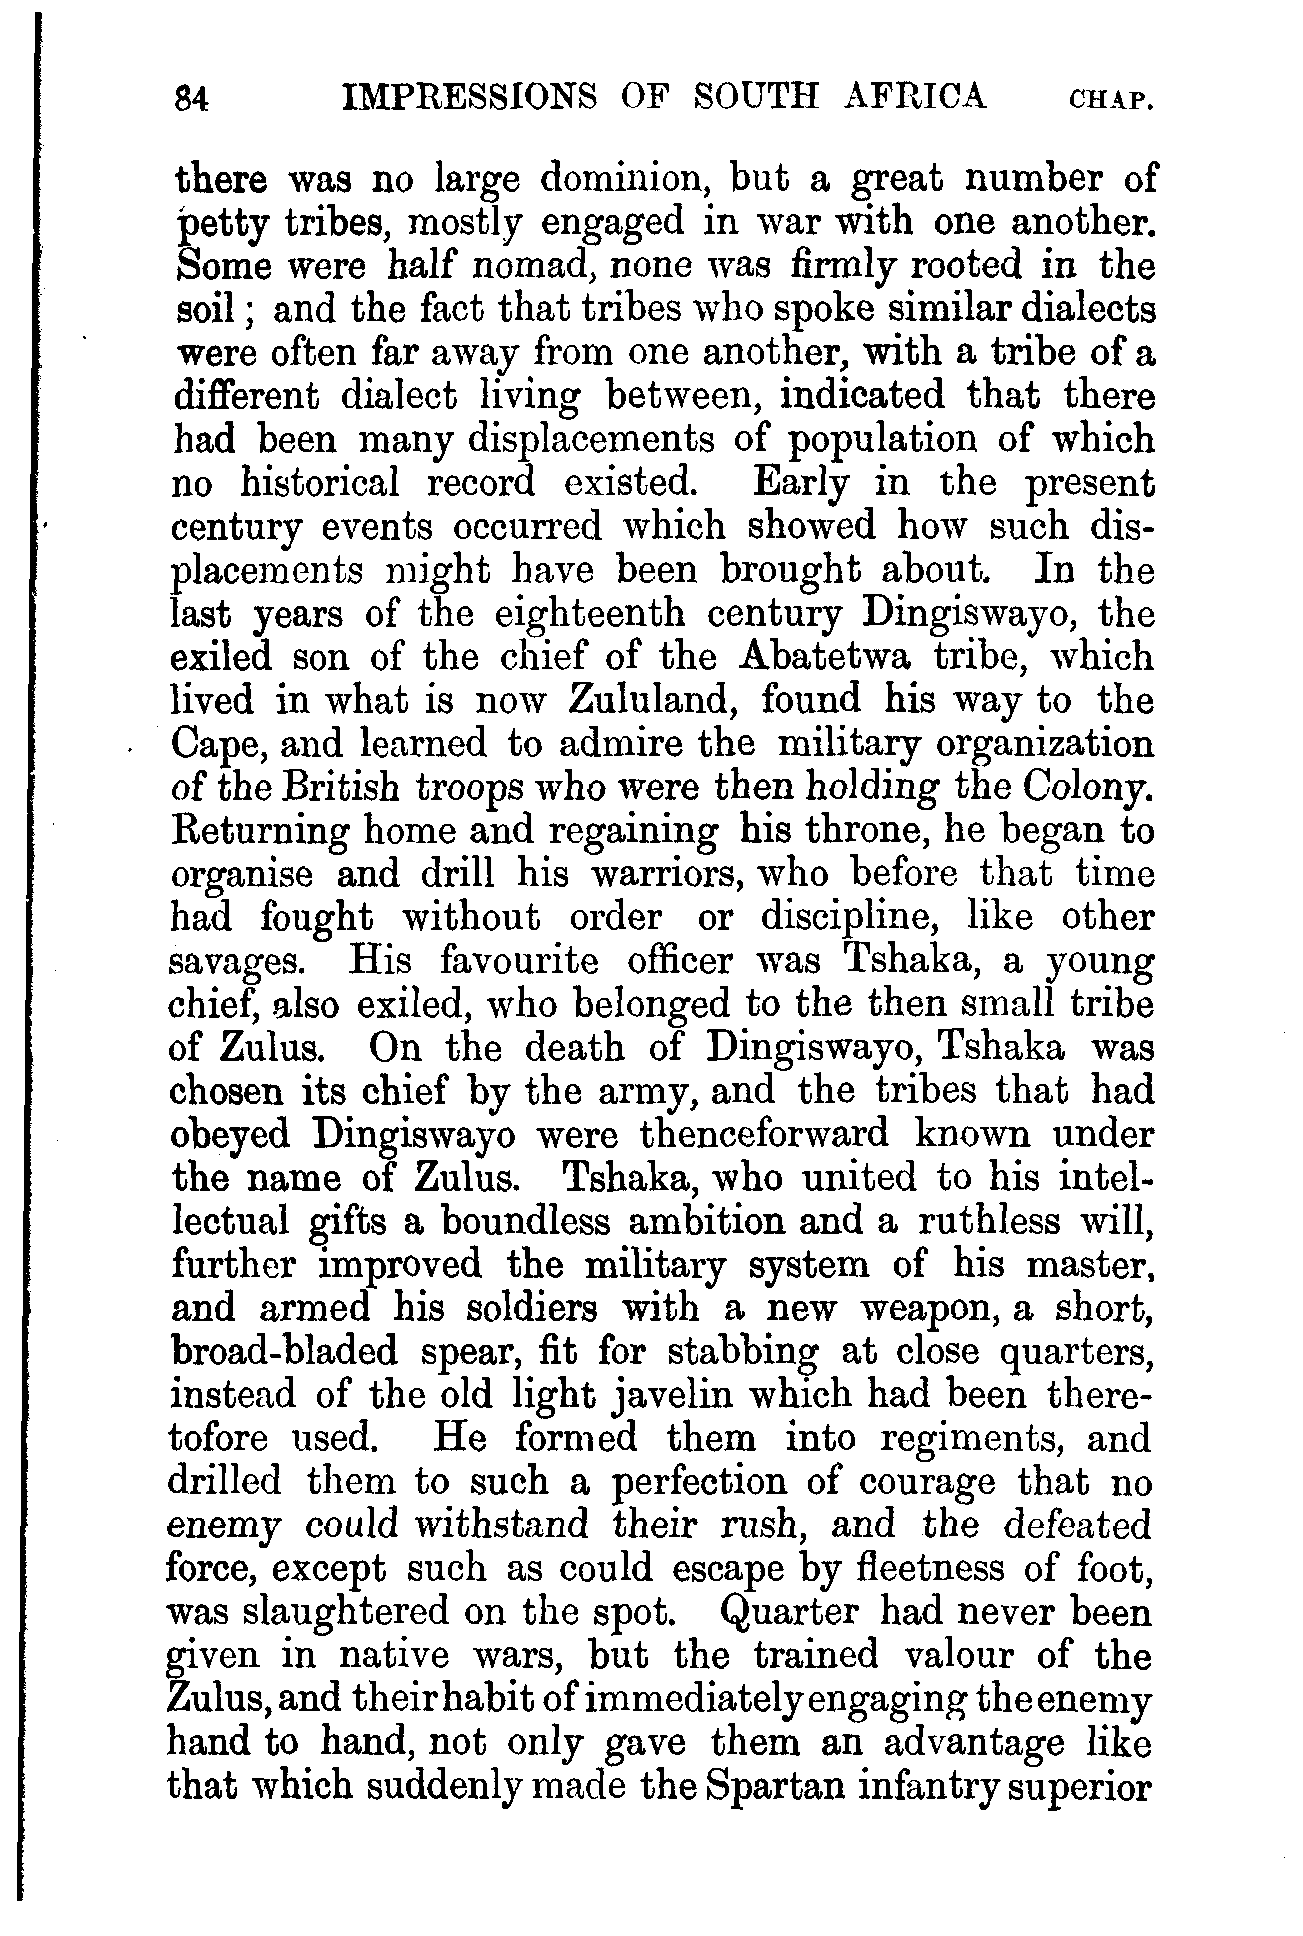 84 IMPRESSIONS OF SOUTH AFRICA CHAP.
there was no large dominion, but a great number of
petty tribes, mostly engaged in war with one another.
Some were half nomad, none was firmly rooted in the
soil ; and the fact that tribes who spoke similar dialects
were often far away from one another, with a tribe of a
different dialect living between, indicated that there
had been many displacements of population of which
no historical record existed. Early in the present
century events occurred which showed how such dis-
placements might have been brought about. In the
last years of the eighteenth century Dingiswayo, the
exiled son of the chief of the Abatetwa tribe, which
lived in what is now Zululand, found his way to the
Cape, and learned to admire the military organization
of the British troops who were then holding the Colony.
Returning home and regaining his throne, he began to
organise and drill his warriors, who before that time
had fought without order or discipline, like other
savages. His favourite officer was Tshaka, a young
chief, also exiled, who belonged to the then small tribe
of Zulus. On the death of Dingiswayo, Tshaka was
chosen its chief by the army, and the tribes that had
obeyed Dingiswayo were thenceforward known under
the name of Zulus. Tshaka, who united to his intel-
lectual gifts a boundless ambition and a ruthless will,
further improved the military system of his master,
and armed his soldiers with a new weapon, a short,
broad-bladed spear, fit for stabbing at close quarters,
instead of the old light javelin which had been there-
tofore used. He formed them into regiments, and
drilled them to such a perfection of courage that no
enemy could withstand their rush, and the defeated
force, except such as could escape by fleetness of foot,
was slaughtered on the spot. Quarter had never been
given in native wars, but the trained valour of the
Zulus, and their habit of immediately engaging the enemy
hand to hand, not only gave them an advantage like
that which suddenly made the Spartan infantry superior